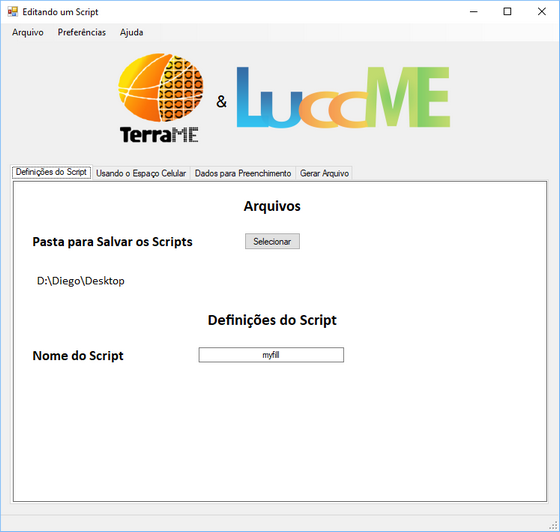 Editando um Script
Arquivo Preferências Ajuda
TerraME & LuccME
Definições do Script Usando o Espaço Celular Dados para Preenchimento Gerar Arquivo
Arquivos
Pasta para Salvar os Scripts Selecionar
D:\Diego\Desktop
Definições do Script
Nome do Script myfill